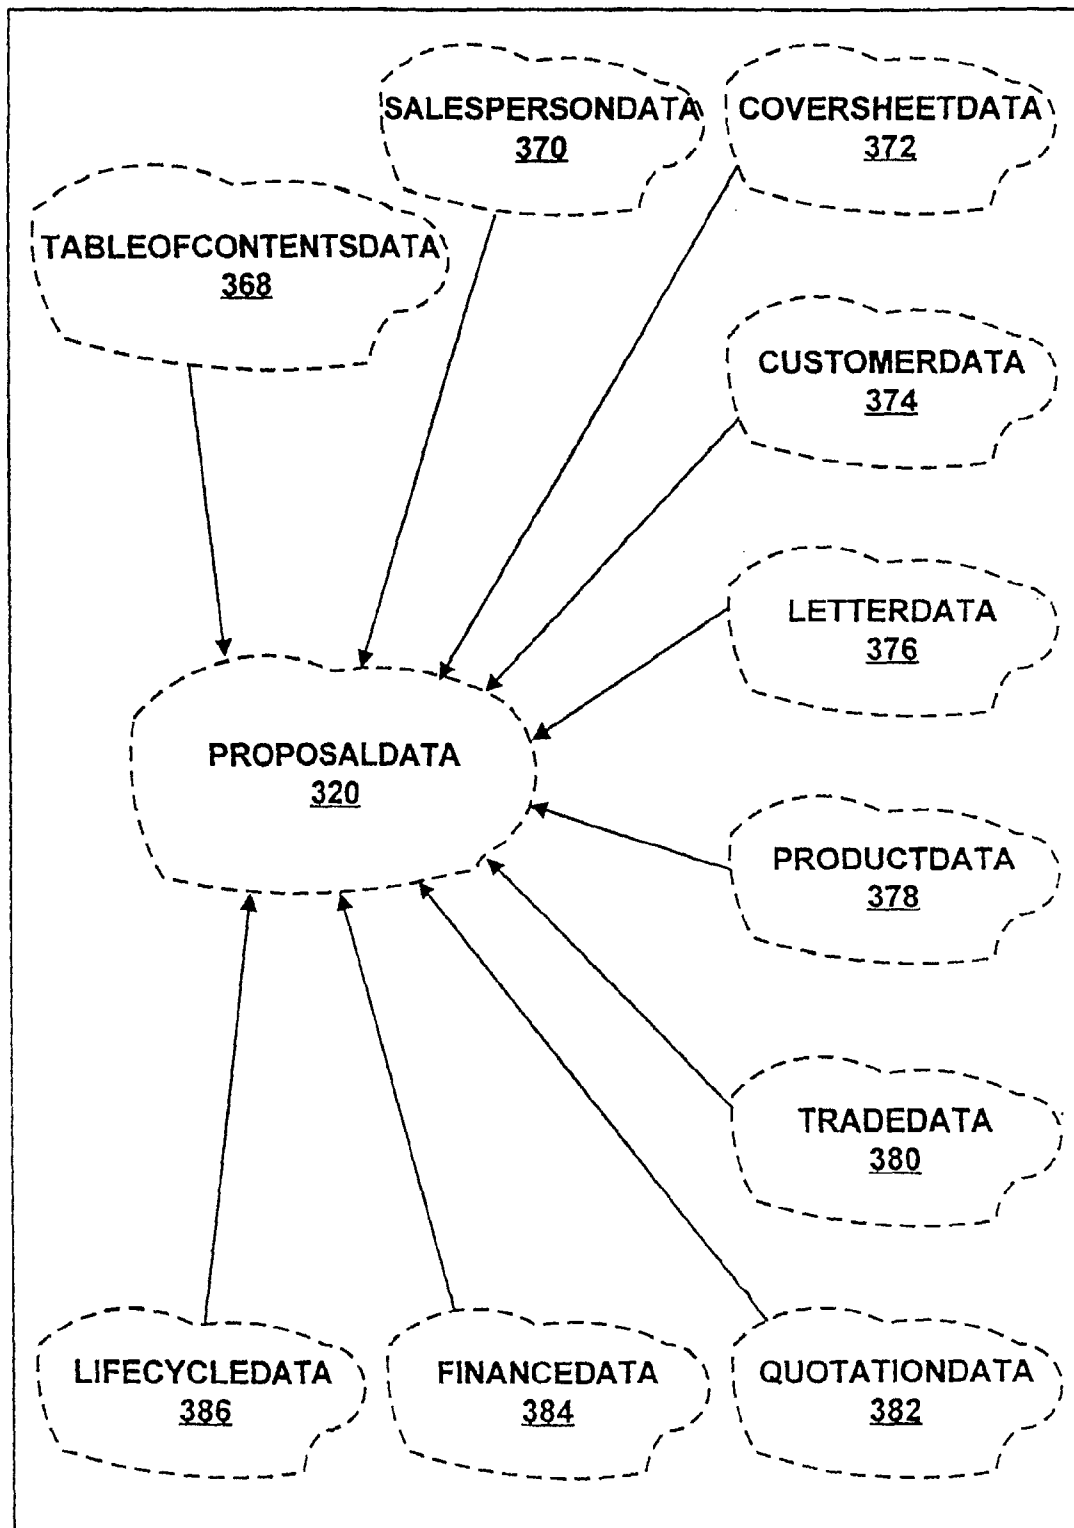 SALESPERSONDATA
370
COVERSHEETDATA
372
TABLEOFCONTENTSDATA
368
CUSTOMERDATA
374
LETTERDATA
376
PROPOSALDATA
320
PRODUCTDATA
378
TRADEDATA
380
LIFECYCLEDATA
386
FINANCEDATA
384
QUOTATIONDATA
382